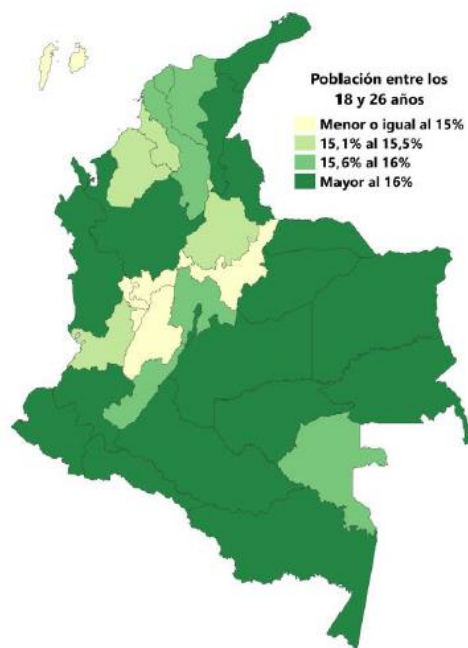 Población entre los
18 y 26 años
Menor o igual al 15%
15,1% al 15,5%
15,6% al 16%
Mayor al 16%